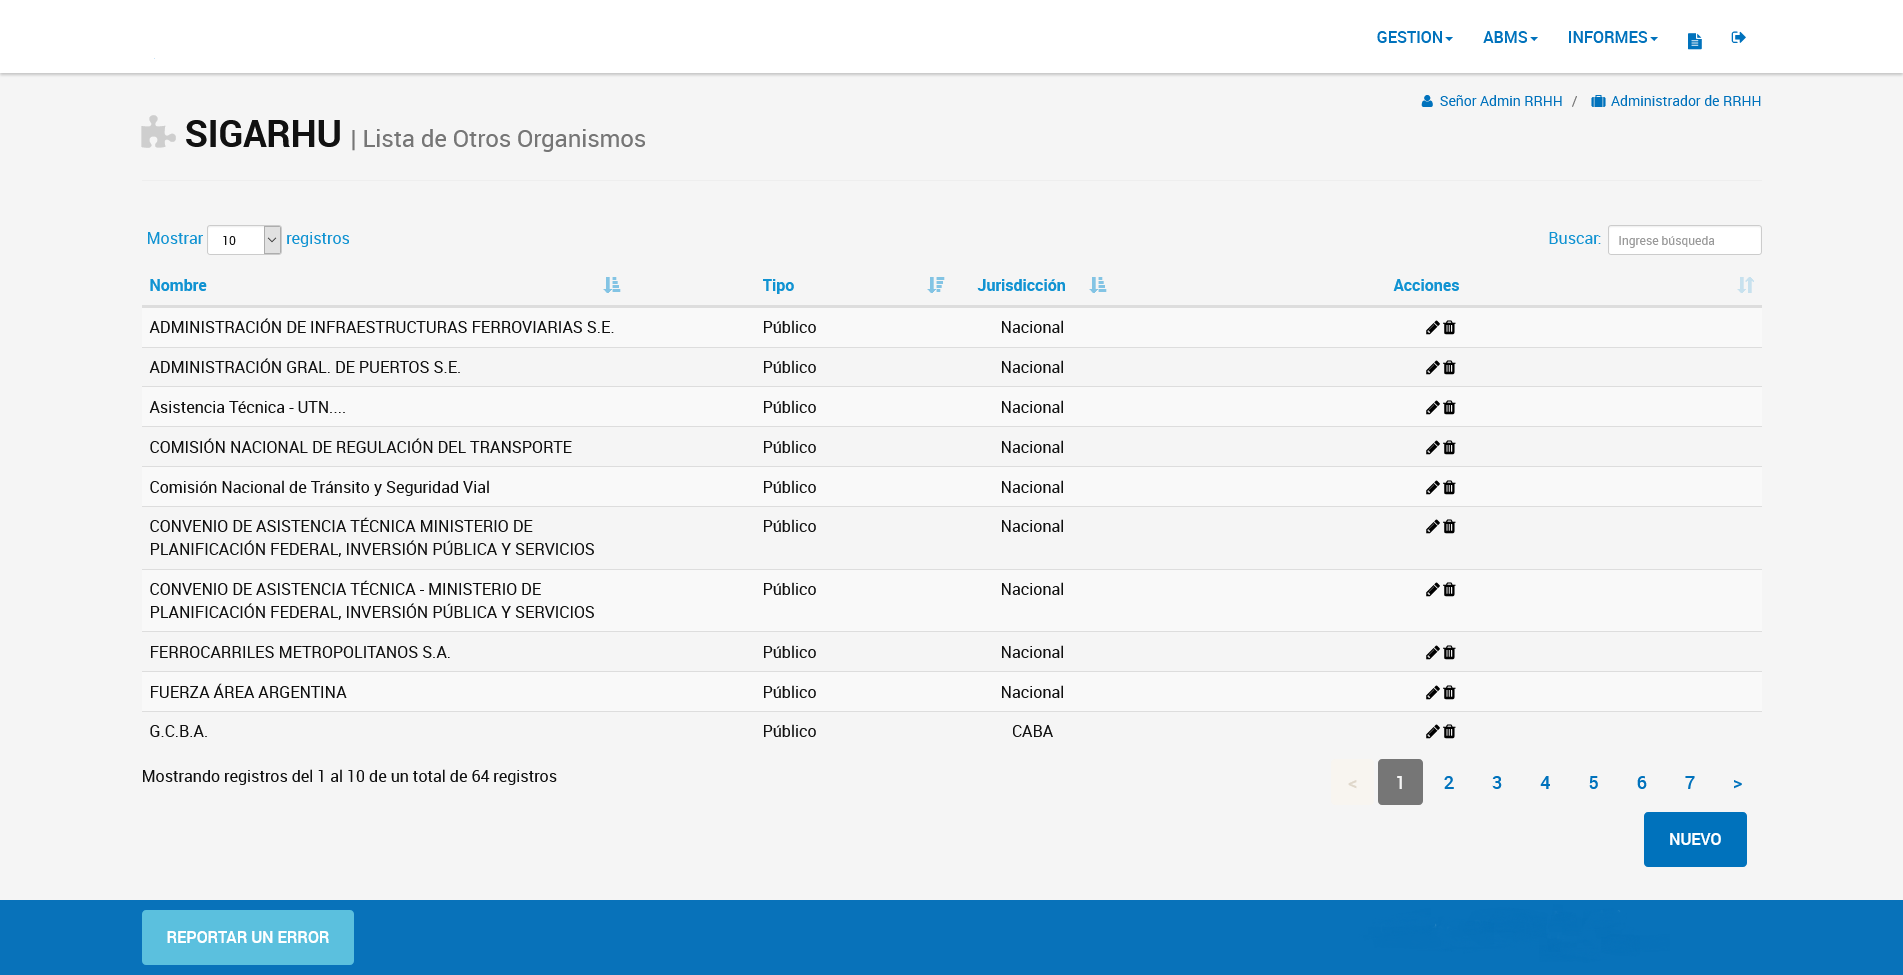 GESTION ABMS INFORMES
Señor Admin RRHH / Administrador de RRHH
SIGARHU | Lista de Otros Organismos
Mostrar 10 registros Buscar: Ingrese búsqueda
Nombre Tipo Jurisdicción Acciones
ADMINISTRACIÓN DE INFRAESTRUCTURAS FERROVIARIAS S.E. Público Nacional
ADMINISTRACIÓN GRAL. DE PUERTOS S.E. Público Nacional
Asistencia Técnica - UTN.... Público Nacional
COMISIÓN NACIONAL DE REGULACIÓN DEL TRANSPORTE Público Nacional
Comisión Nacional de Tránsito y Seguridad Vial Público Nacional
CONVENIO DE ASISTENCIA TÉCNICA MINISTERIO DE Público Nacional
PLANIFICACIÓN FEDERAL, INVERSIÓN PÚBLICA Y SERVICIOS
CONVENIO DE ASISTENCIA TÉCNICA - MINISTERIO DE Público Nacional
PLANIFICACIÓN FEDERAL, INVERSIÓN PÚBLICA Y SERVICIOS
FERROCARRILES METROPOLITANOS S.A. Público Nacional
FUERZA ÁREA ARGENTINA Público Nacional
G.C.B.A. Público CABA
Mostrando registros del 1 al 10 de un total de 64 registros < 1 2 3 4 5 6 7 >
NUEVO
REPORTAR UN ERROR